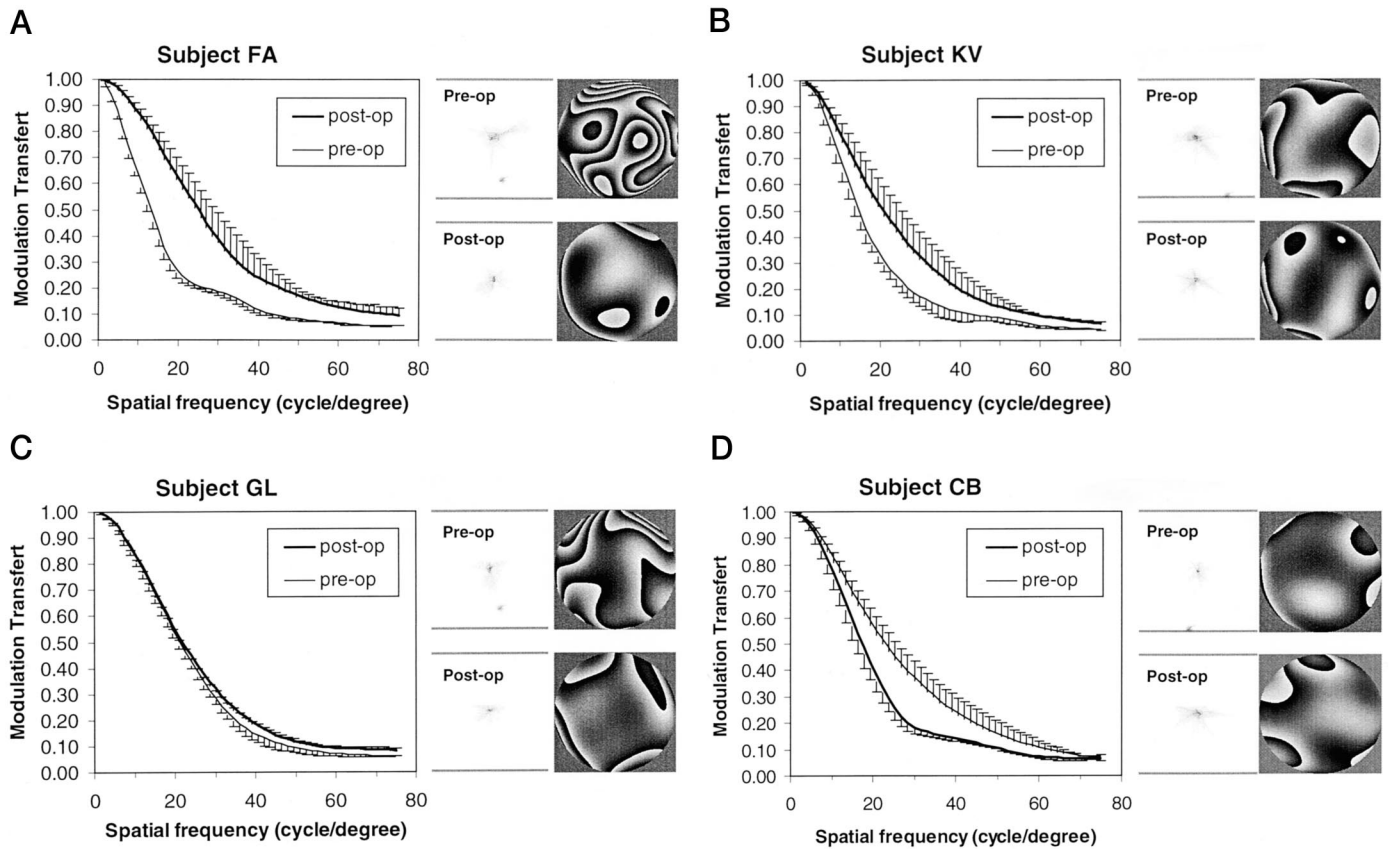 A
Subject FA
1.00
0.90
0.80
0.70
0.60
0.50
0.40
0.30
0.20
0.10
0.00
Modulation Transfert
post-op
pre-op
0 20 40 60 80
Spatial frequency (cycle/degree)
Pre-op
Post-op
B
Subject KV
1.00
0.90
0.80
0.70
0.60
0.50
0.40
0.30
0.20
0.10
0.00
Modulation Transfert
post-op
pre-op
0 20 40 60 80
Spatial frequency (cycle/degree)
Pre-op
Post-op
C
Subject GL
1.00
0.90
0.80
0.70
0.60
0.50
0.40
0.30
0.20
0.10
0.00
Modulation Transfert
post-op
pre-op
0 20 40 60 80
Spatial frequency (cycle/degree)
Pre-op
Post-op
D
Subject CB
1.00
0.90
0.80
0.70
0.60
0.50
0.40
0.30
0.20
0.10
0.00
Modulation Transfert
post-op
pre-op
0 20 40 60 80
Spatial frequency (cycle/degree)
Pre-op
Post-op